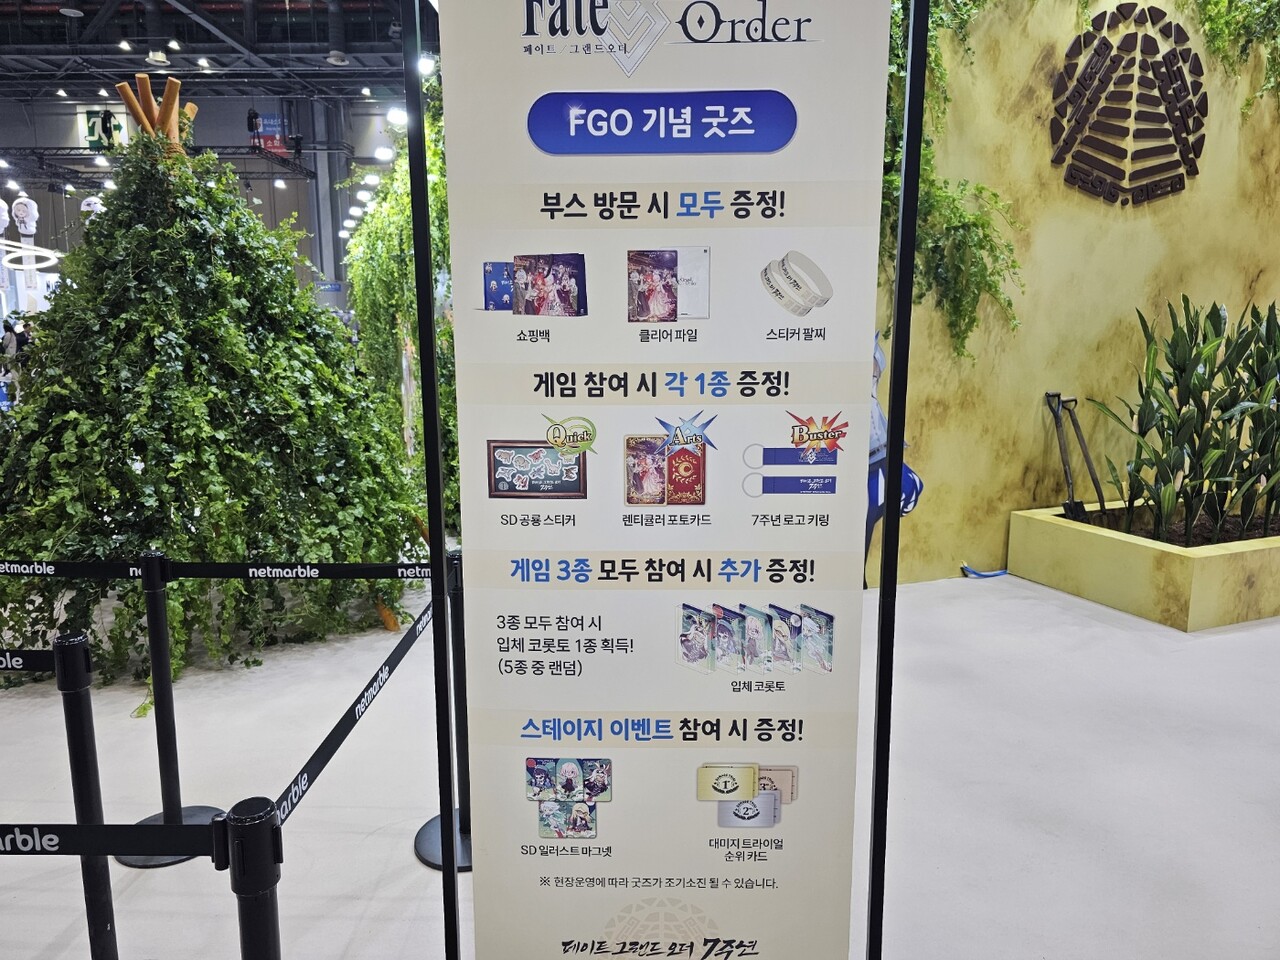 Fate
Order
페이트 / 그랜드 오더
FGO 기념 굿즈
부스 방문 시 모두 증정!
쇼핑백
클리어 파일
스티커 팔찌
게임 참여 시 각 1종 증정!
Quick
Arts
Buster
SD 공룡 스티커
렌티큘러 포토카드
7주년 로고 키링
게임 3종 모두 참여 시 추가 증정!
3종 모두 참여 시
입체 코롯토 1종 획득!
(5종 중 랜덤)
입체 코롯토
스테이지 이벤트 참여 시 증정!
1
2
3
SD 일러스트 마그넷
대미지 트라이얼
순위 카드
※ 현장운영에 따라 굿즈가 조기소진 될 수 있습니다.
페이트 그랜드 오더 7주년
netmarble
netmarble
netm
ble
netmarble
arble
marble